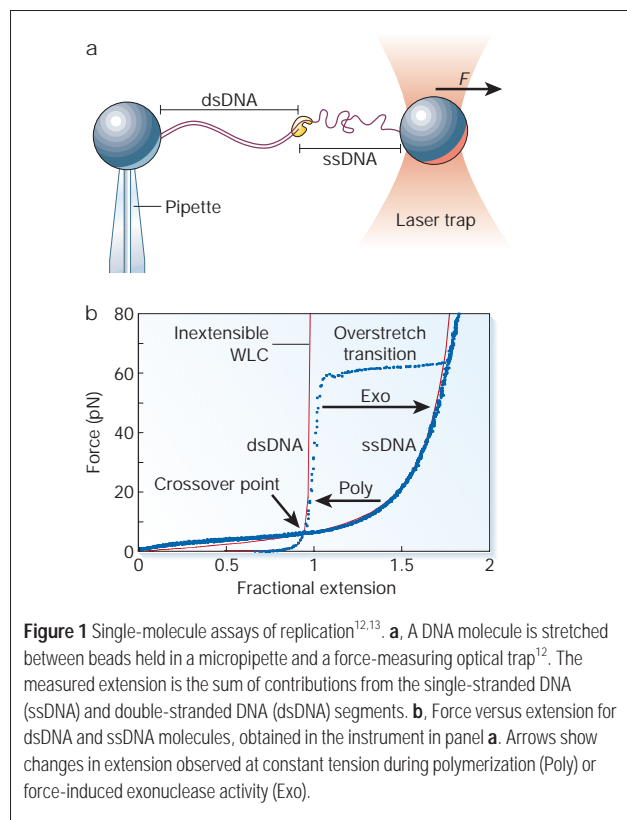 a
F
dsDNA
ssDNA
Pipette
Laser trap
b
80
60
40
20
0
Force (pN)
Inextensible
WLC
Overstretch
transition
Exo
dsDNA
ssDNA
Crossover point
Poly
0 0.5 1 1.5 2
Fractional extension
Figure 1 Single-molecule assays of replication12,13. a, A DNA molecule is stretched
between beads held in a micropipette and a force-measuring optical trap12. The
measured extension is the sum of contributions from the single-stranded DNA
(ssDNA) and double-stranded DNA (dsDNA) segments. b, Force versus extension for
dsDNA and ssDNA molecules, obtained in the instrument in panel a. Arrows show
changes in extension observed at constant tension during polymerization (Poly) or
force-induced exonuclease activity (Exo).